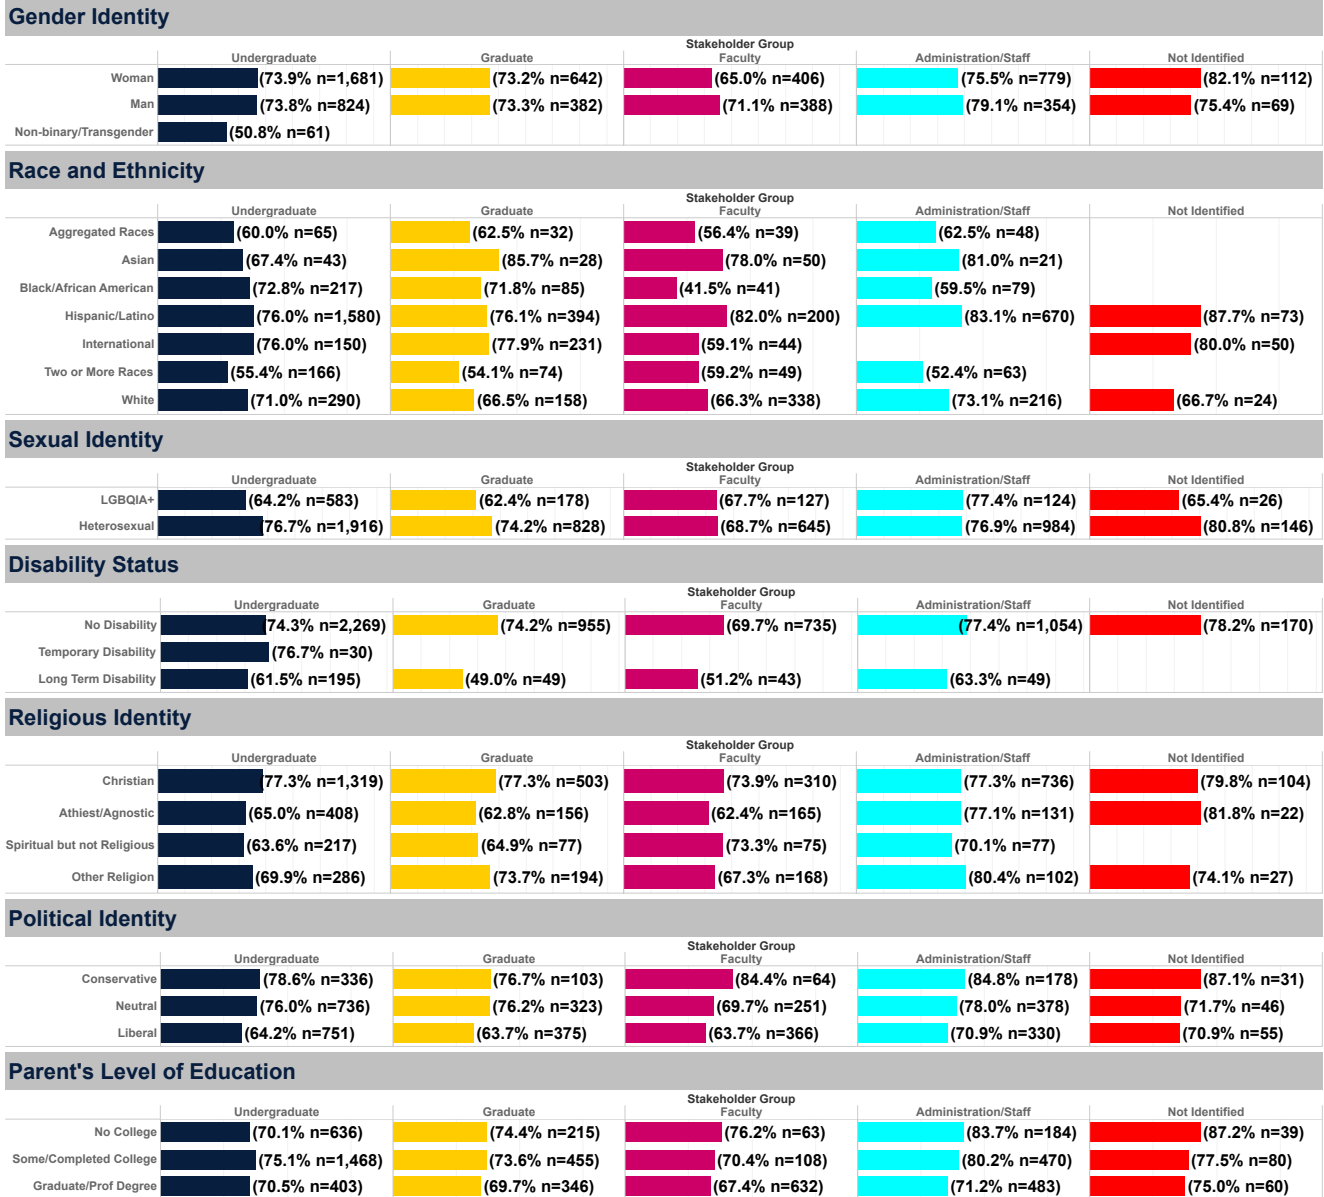 Gender Identity
Stakeholder Group
Undergraduate Graduate Faculty Administration/Staff Not Identified
Woman (73.9% n=1,681) (73.2% n=642) (65.0% n=406) (75.5% n=779) (82.1% n=112)
Man (73.8% n=824) (73.3% n=382) (71.1% n=388) (79.1% n=354) (75.4% n=69)
Non-binary/Transgender (50.8% n=61)
Race and Ethnicity
Stakeholder Group
Undergraduate Graduate Faculty Administration/Staff Not Identified
Aggregated Races (60.0% n=65) (62.5% n=32) (56.4% n=39) (62.5% n=48)
Asian (67.4% n=43) (85.7% n=28) (78.0% n=50) (81.0% n=21)
Black/African American (72.8% n=217) (71.8% n=85) (41.5% n=41) (59.5% n=79)
Hispanic/Latino (76.0% n=1,580) (76.1% n=394) (82.0% n=200) (83.1% n=670) (87.7% n=73)
International (76.0% n=150) (77.9% n=231) (59.1% n=44) (80.0% n=50)
Two or More Races (55.4% n=166) (54.1% n=74) (59.2% n=49) (52.4% n=63)
White (71.0% n=290) (66.5% n=158) (66.3% n=338) (73.1% n=216) (66.7% n=24)
Sexual Identity
Stakeholder Group
Undergraduate Graduate Faculty Administration/Staff Not Identified
LGBQIA+ (64.2% n=583) (62.4% n=178) (67.7% n=127) (77.4% n=124) (65.4% n=26)
Heterosexual (76.7% n=1,916) (74.2% n=828) (68.7% n=645) (76.9% n=984) (80.8% n=146)
Disability Status
Stakeholder Group
Undergraduate Graduate Faculty Administration/Staff Not Identified
No Disability (74.3% n=2,269) (74.2% n=955) (69.7% n=735) (77.4% n=1,054) (78.2% n=170)
Temporary Disability (76.7% n=30)
Long Term Disability (61.5% n=195) (49.0% n=49) (51.2% n=43) (63.3% n=49)
Religious Identity
Stakeholder Group
Undergraduate Graduate Faculty Administration/Staff Not Identified
Christian (77.3% n=1,319) (77.3% n=503) (73.9% n=310) (77.3% n=736) (79.8% n=104)
Athiest/Agnostic (65.0% n=408) (62.8% n=156) (62.4% n=165) (77.1% n=131) (81.8% n=22)
Spiritual but not Religious (63.6% n=217) (64.9% n=77) (73.3% n=75) (70.1% n=77)
Other Religion (69.9% n=286) (73.7% n=194) (67.3% n=168) (80.4% n=102) (74.1% n=27)
Political Identity
Stakeholder Group
Undergraduate Graduate Faculty Administration/Staff Not Identified
Conservative (78.6% n=336) (76.7% n=103) (84.4% n=64) (84.8% n=178) (87.1% n=31)
Neutral (76.0% n=736) (76.2% n=323) (69.7% n=251) (78.0% n=378) (71.7% n=46)
Liberal (64.2% n=751) (63.7% n=375) (63.7% n=366) (70.9% n=330) (70.9% n=55)
Parent's Level of Education
Stakeholder Group
Undergraduate Graduate Faculty Administration/Staff Not Identified
No College (70.1% n=636) (74.4% n=215) (76.2% n=63) (83.7% n=184) (87.2% n=39)
Some/Completed College (75.1% n=1,468) (73.6% n=455) (70.4% n=108) (80.2% n=470) (77.5% n=80)
Graduate/Prof Degree (70.5% n=403) (69.7% n=346) (67.4% n=632) (71.2% n=483) (75.0% n=60)